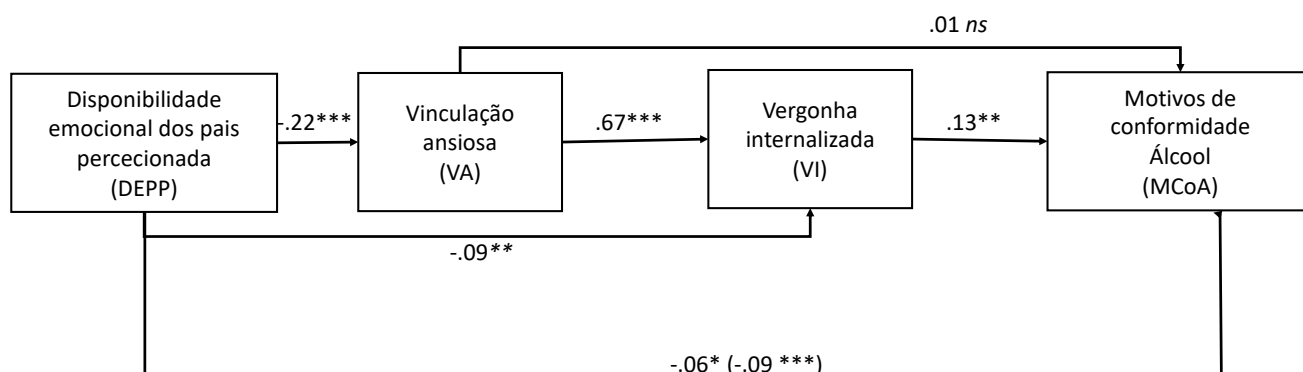 .01 ns
Disponibilidade
emocional dos pais
percecionada
(DEPP)
-.22***
Vinculação
ansiosa
(VA)
.67***
Vergonha
internalizada
(VI)
.13**
Motivos de
conformidade
Álcool
(MCoA)
-.09**
-.06* (-.09 ***)